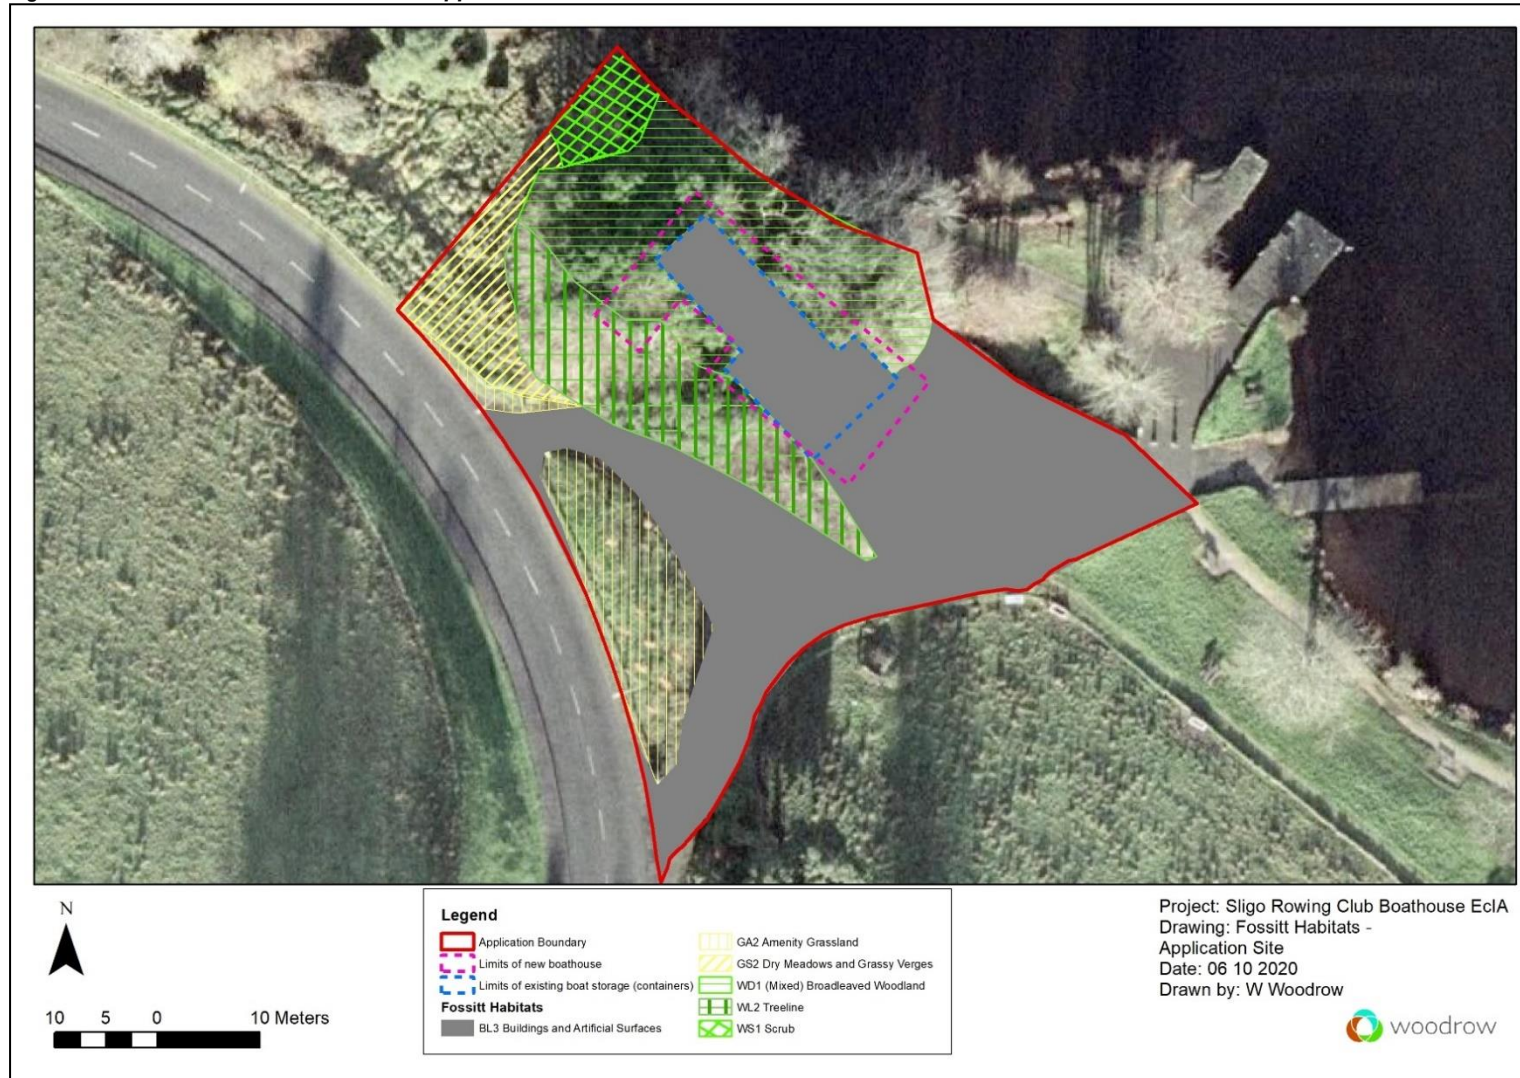 N
10 5 0 10 Meters
Legend
Application Boundary
Limits of new boathouse
Limits of existing boat storage (containers)
Fossitt Habitats
BL3 Buildings and Artificial Surfaces
GA2 Amenity Grassland
GS2 Dry Meadows and Grassy Verges
WD1 (Mixed) Broadleaved Woodland
WL2 Treeline
WS1 Scrub
Project: Sligo Rowing Club Boathouse EcIA
Drawing: Fossitt Habitats -
Application Site
Date: 06 10 2020
Drawn by: W Woodrow
woodrow